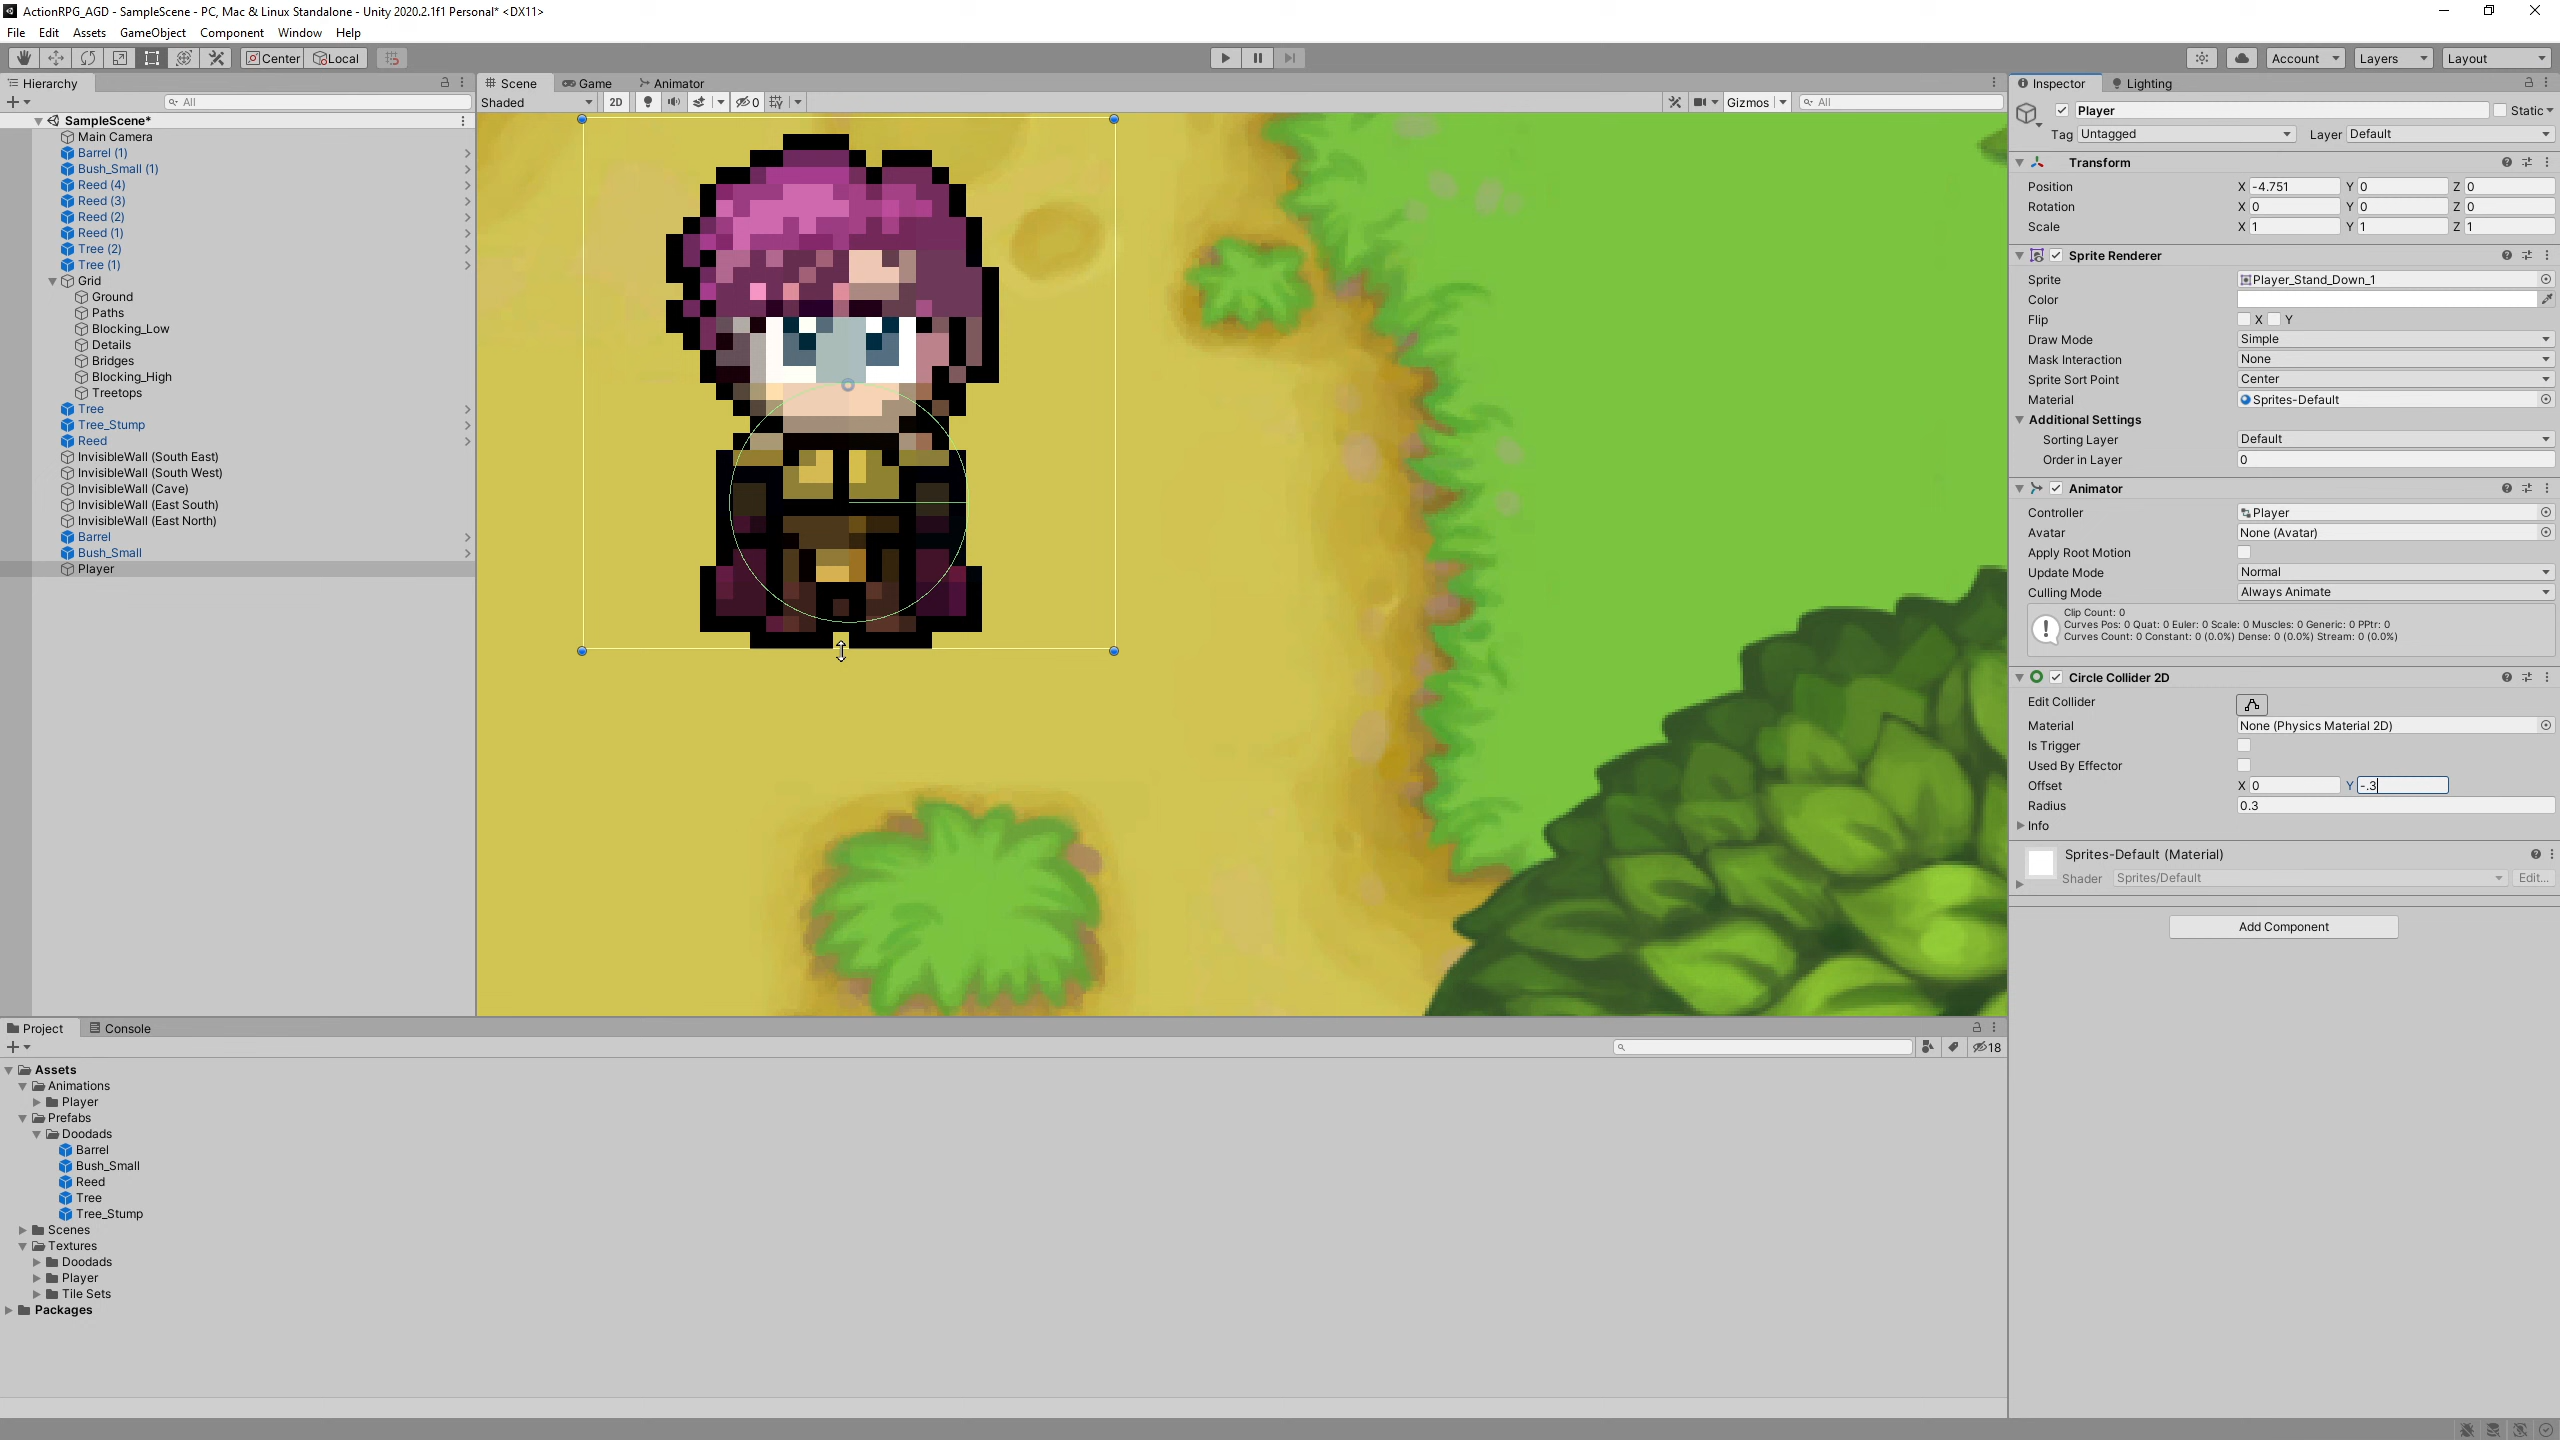 ActionRPG_AGD - SampleScene - PC, Mac & Linux Standalone - Unity 2020.2.1f1 Personal* <DX11>
File Edit Assets GameObject Component Window Help
Center Local Account Layers Layout
Hierarchy
All
SampleScene*
Main Camera
Barrel (1)
Bush_Small (1)
Reed (4)
Reed (3)
Reed (2)
Reed (1)
Tree (2)
Tree (1)
Grid
Ground
Paths
Blocking_Low
Details
Bridges
Blocking_High
Treetops
Tree
Tree_Stump
Reed
InvisibleWall (South East)
InvisibleWall (South West)
InvisibleWall (Cave)
InvisibleWall (East South)
InvisibleWall (East North)
Barrel
Bush_Small
Player
Scene Game Animator
Shaded 2D 0 Gizmos All
Inspector Lighting
Player Static
Tag Untagged Layer Default
Transform
Position X -4.751 Y 0 Z 0
Rotation X 0 Y 0 Z 0
Scale X 1 Y 1 Z 1
Sprite Renderer
Sprite Player_Stand_Down_1
Color
Flip X Y
Draw Mode Simple
Mask Interaction None
Sprite Sort Point Center
Material Sprites-Default
Additional Settings
Sorting Layer Default
Order in Layer 0
Animator
Controller Player
Avatar None (Avatar)
Apply Root Motion
Update Mode Normal
Culling Mode Always Animate
Clip Count: 0
Curves Pos: 0 Quat: 0 Euler: 0 Scale: 0 Muscles: 0 Generic: 0 PPtr: 0
Curves Count: 0 Constant: 0 (0.0%) Dense: 0 (0.0%) Stream: 0 (0.0%)
Circle Collider 2D
Edit Collider
Material None (Physics Material 2D)
Is Trigger
Used By Effector
Offset X 0 Y -.3
Radius 0.3
Info
Sprites-Default (Material)
Shader Sprites/Default Edit...
Add Component
Project Console
18
Assets
Animations
Player
Prefabs
Doodads
Barrel
Bush_Small
Reed
Tree
Tree_Stump
Scenes
Textures
Doodads
Player
Tile Sets
Packages